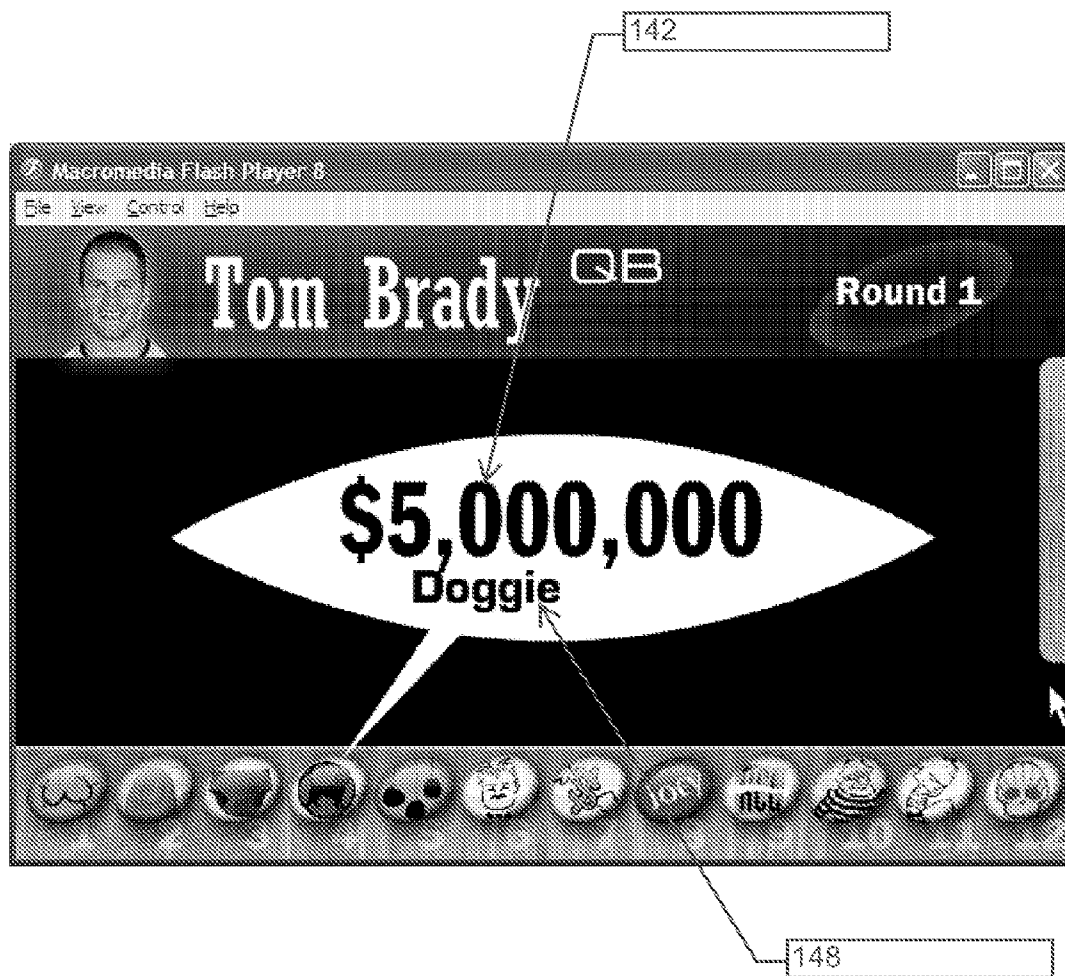 142
Macromedia Flash Player 8
File View Control Help
Tom Brady QB
Round 1
$5,000,000
Doggie
148